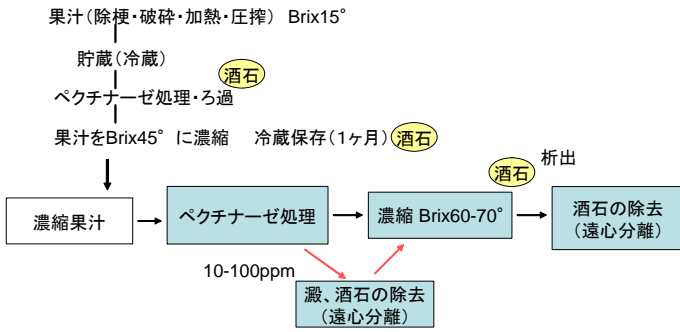 果汁(除梗・破砕・加熱・圧搾) Brix15°
貯蔵(冷蔵)
酒石
ペクチナーゼ処理・ろ過
果汁をBrix45° に濃縮 冷蔵保存(1ヶ月) 酒石
酒石 析出
濃縮果汁
ペクチナーゼ処理
濃縮 Brix60-70°
酒石の除去
(遠心分離)
10-100ppm
澱、酒石の除去
(遠心分離)